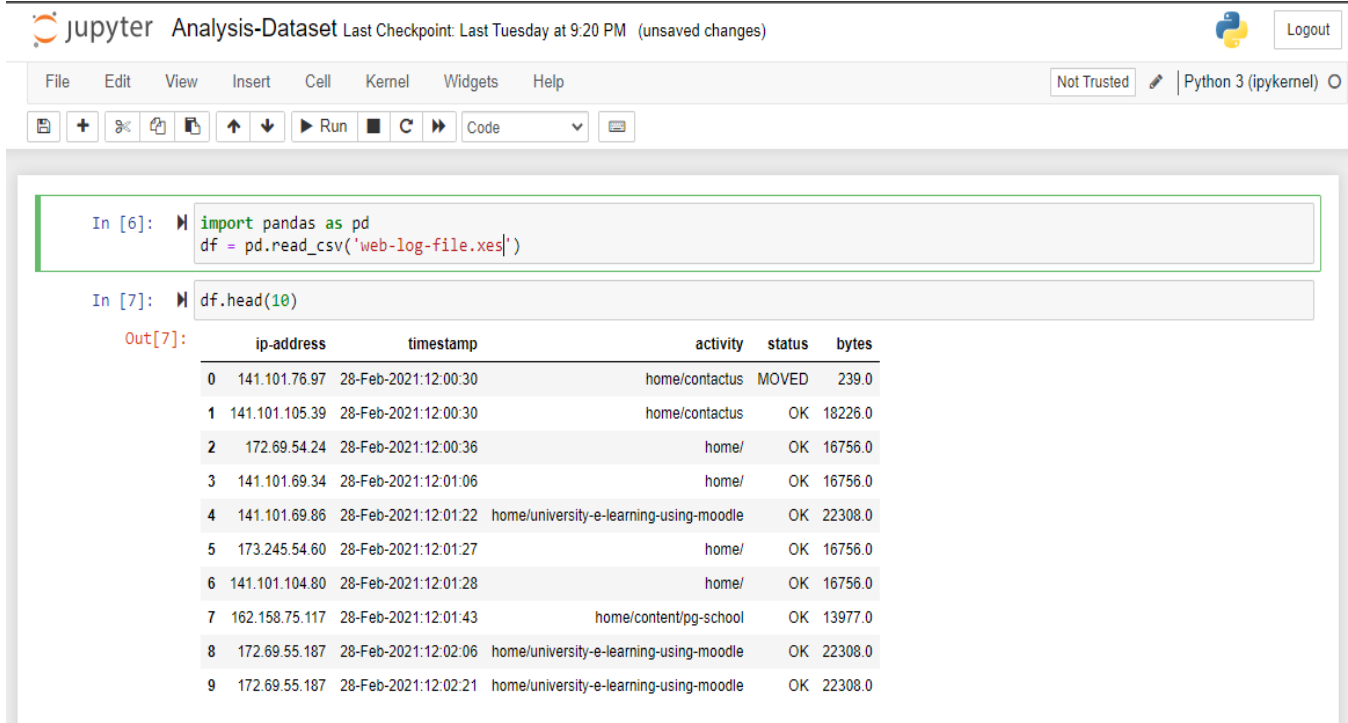 jupyter Analysis-Dataset Last Checkpoint: Last Tuesday at 9:20 PM (unsaved changes) Logout
File Edit View Insert Cell Kernel Widgets Help Not Trusted Python 3 (ipykernel)
Run Code
In [6]: import pandas as pd
df = pd.read_csv('web-log-file.xes')
In [7]: df.head(10)
Out[7]:
ip-address timestamp activity status bytes
0 141.101.76.97 28-Feb-2021:12:00:30 home/contactus MOVED 239.0
1 141.101.105.39 28-Feb-2021:12:00:30 home/contactus OK 18226.0
2 172.69.54.24 28-Feb-2021:12:00:36 home/ OK 16756.0
3 141.101.69.34 28-Feb-2021:12:01:06 home/ OK 16756.0
4 141.101.69.86 28-Feb-2021:12:01:22 home/university-e-learning-using-moodle OK 22308.0
5 173.245.54.60 28-Feb-2021:12:01:27 home/ OK 16756.0
6 141.101.104.80 28-Feb-2021:12:01:28 home/ OK 16756.0
7 162.158.75.117 28-Feb-2021:12:01:43 home/content/pg-school OK 13977.0
8 172.69.55.187 28-Feb-2021:12:02:06 home/university-e-learning-using-moodle OK 22308.0
9 172.69.55.187 28-Feb-2021:12:02:21 home/university-e-learning-using-moodle OK 22308.0